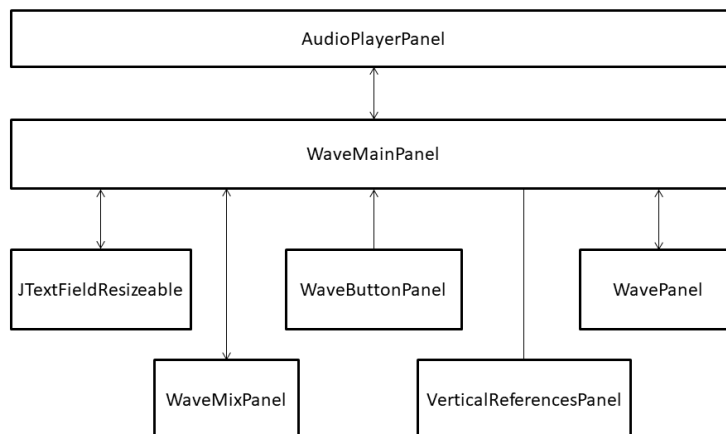 AudioPlayerPanel
WaveMainPanel
JTextFieldResizeable
WaveButtonPanel
WavePanel
WaveMixPanel
VerticalReferencesPanel